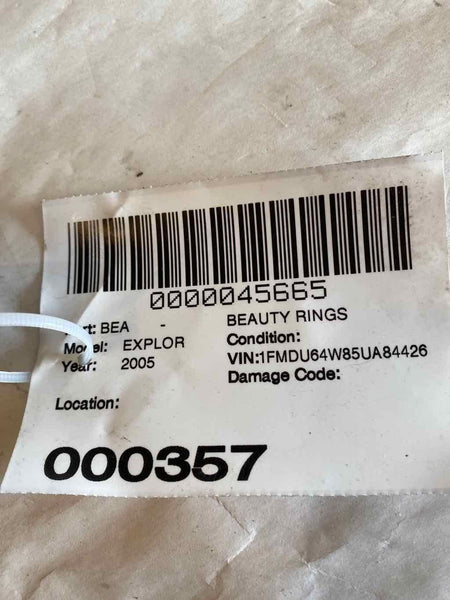 0000045665
rt: BEA - BEAUTY RINGS
Model: EXPLOR Condition:
Year: 2005 VIN:1FMDU64W85UA84426
Damage Code:
Location:
000357